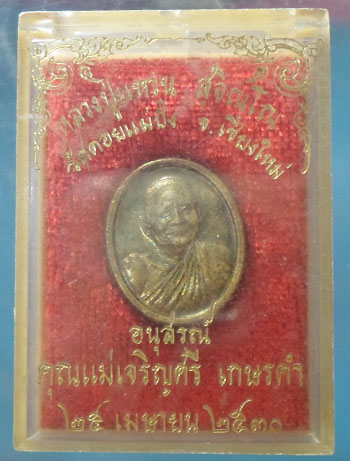 หลวงปู่แหวน สุจิณฺโณ
วัดดอยแม่ปั๋ง จ.เชียงใหม่
อนุสรณ์
คุณแม่เจริญศรี เกษรคำ
๒๕ เมษายน ๒๕๓๐